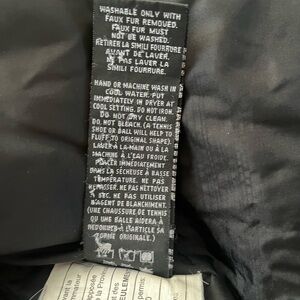 WASHABLE ONLY WITH
FAUX FUR REMOVED.
FAUX FUR MUST
NOT BE WASHED.
RETIRER LA SIMILI FOURRURE
AVANT DE LAVER.
NE PAS LAVER LA
SIMILI FOURRURE.
HAND OR MACHINE WASH IN
COOL WATER. PUT
IMMEDIATELY IN DRYER AT
COOL SETTING. DO NOT IRON
DO NOT DRY CLEAN.
DO NOT BLEACH. (A TENNIS
SHOE OR BALL WILL HELP TO
FLUFF TO ORIGINAL SHAPE).
LAVER À LA MAIN OU À LA
MACHINE À L'EAU FROIDE.
PLACER IMMÉDIATEMENT
DANS LA SÉCHEUSE À BASSE
TEMPÉRATURE. NE PAS
REPASSER. NE PAS NETTOYER
À SEC. NE PAS UTILISER
D'AGENT DE BLANCHIMENT.
(UNE CHAUSSURE DE TENNIS
OU UNE BALLE AIDERA À
REDONNER À L'ARTICLE SA
FORME ORIGINALE.)